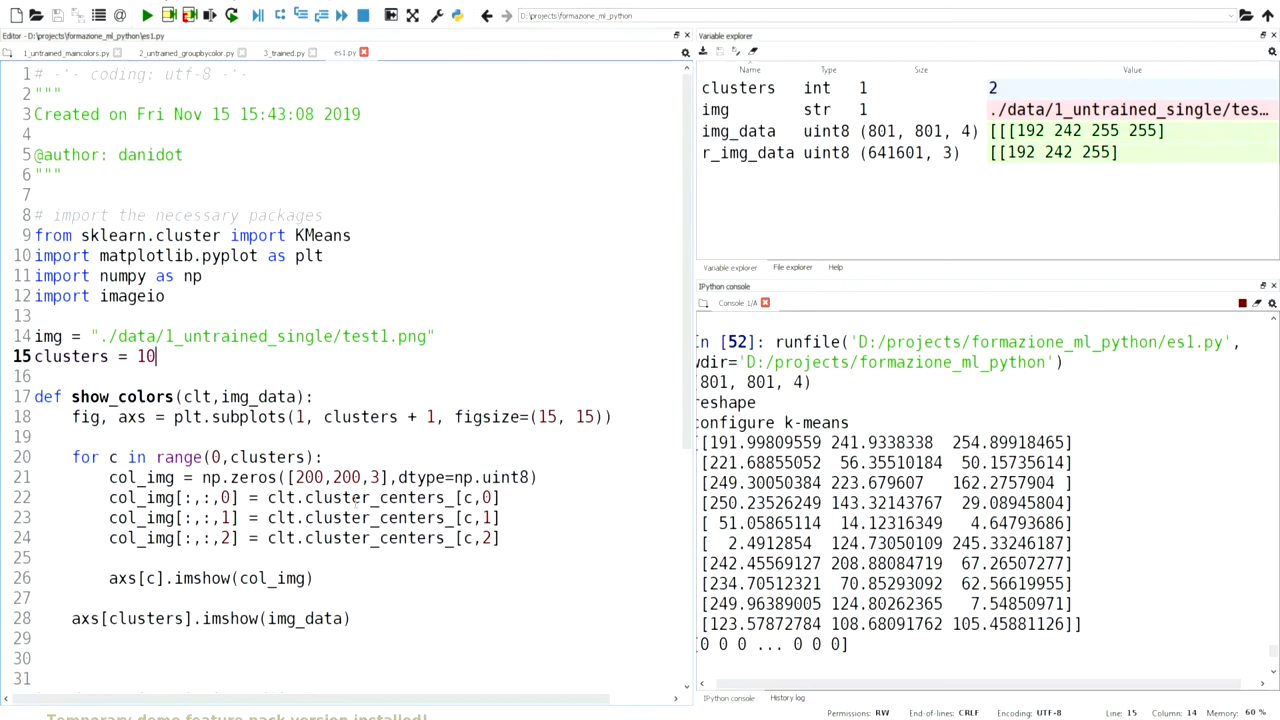 D:\projects\formazione_ml_python
Editor - D:\projects\formazione_ml_python\es1.py
1_untrained_maincolors.py
2_untrained_groupbycolor.py
3_trained.py
es1.py
1 # -*- coding: utf-8 -*-
2 """
3 Created on Fri Nov 15 15:43:08 2019
4
5 @author: danidot
6 """
7
8 # import the necessary packages
9 from sklearn.cluster import KMeans
10 import matplotlib.pyplot as plt
11 import numpy as np
12 import imageio
13
14 img = "./data/1_untrained_single/test1.png"
15 clusters = 10
16
17 def show_colors(clt,img_data):
18 fig, axs = plt.subplots(1, clusters + 1, figsize=(15, 15))
19
20 for c in range(0,clusters):
21 col_img = np.zeros([200,200,3],dtype=np.uint8)
22 col_img[:,:,0] = clt.cluster_centers_[c,0]
23 col_img[:,:,1] = clt.cluster_centers_[c,1]
24 col_img[:,:,2] = clt.cluster_centers_[c,2]
25
26 axs[c].imshow(col_img)
27
28 axs[clusters].imshow(img_data)
29
30
31
Temporary demo feature pack version installed!
Variable explorer
Name Type Size Value
clusters int 1 2
img str 1 ./data/1_untrained_single/tes…
img_data uint8 (801, 801, 4) [[[192 242 255 255]
r_img_data uint8 (641601, 3) [[192 242 255]
Variable explorer File explorer Help
IPython console
Console 1/A
n [52]: runfile('D:/projects/formazione_ml_python/es1.py',
wdir='D:/projects/formazione_ml_python')
801, 801, 4)
reshape
configure k-means
[[191.99809559 241.9338338 254.89918465]
[221.68855052 56.35510184 50.15735614]
[249.30050384 223.679607 162.2757904 ]
[250.23526249 143.32143767 29.08945804]
[ 51.05865114 14.12316349 4.64793686]
[ 2.4912854 124.73050109 245.33246187]
[242.45569127 208.88084719 67.26507277]
[234.70512321 70.85293092 62.56619955]
[249.96389005 124.80262365 7.54850971]
[123.57872784 108.68091762 105.45881126]]
[0 0 0 ... 0 0 0]
IPython console History log
Permissions: RW End-of-lines: CRLF Encoding: UTF-8 Line: 15 Column: 14 Memory: 60 %